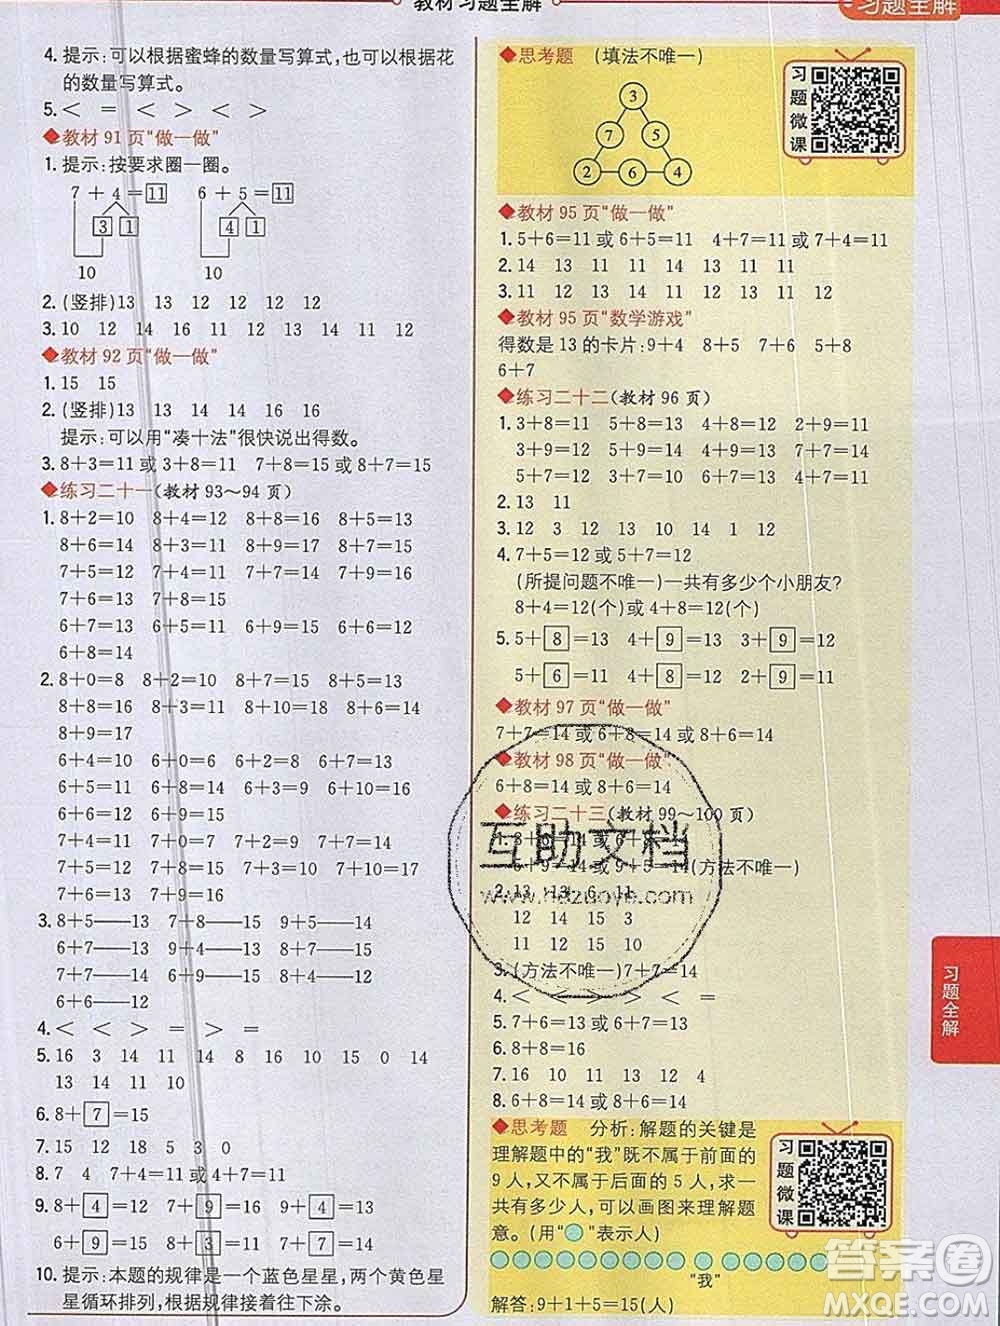 教材习题全解
习题全解
4. 提示:可以根据蜜蜂的数量写算式,也可以根据花
的数量写算式。
5. < = < > < >
◆教材 91 页“做一做”
1. 提示:按要求圈一圈。
7 + 4 = 11 6 + 5 = 11
3 1 4 1
10 10
2. (竖排)13 13 12 12 12 12
3. 10 12 14 16 11 13 14 11 12
◆教材 92 页“做一做”
1. 15 15
2. (竖排)13 13 14 14 16 16
提示:可以用“凑十法”很快说出得数。
3. 8+3=11 或 3+8=11 7+8=15 或 8+7=15
◆练习二十一(教材 93～94 页)
1. 8+2=10 8+4=12 8+8=16 8+5=13
8+6=14 8+3=11 8+9=17 8+7=15
7+5=12 7+4=11 7+7=14 7+8=15
7+6=13 7+9=16
6+7=13 6+5=11 6+9=15 6+6=12
6+8=14
2. 8+0=8 8+2=10 8+4=12 8+5=13
8+8=16 8+3=11 8+10=18 8+6=14
8+9=17
6+4=10 6+0=6 6+2=8 6+7=13
6+5=11 6+8=14 6+6=12 6+10=16
7+4=11 7+0=7 7+2=9 7+7=14
7+5=12 7+8=15 7+3=10 7+10=17
7+6=13 7+9=16
3. 8+5——13 7+8——15 9+5——14
6+7——13 6+9——15 8+6——14
7+6——13 7+5——12 7+7——14
6+5——11 6+6——12
4. < < < > = > =
5. 16 3 14 11 14 8 16 10 15 0 14
13 14 11 10
6. 8+7=15
7. 15 12 18 5 3 0
8. 7 4 7+4=11 或 4+7=11
9. 8+4=12 7+9=16 9+4=13
6+9=15 8+3=11 7+7=14
10. 提示:本题的规律是一个蓝色星星,两个黄色星
星循环排列,根据规律接着往下涂。
◆思考题 (填法不唯一)
3
7 5
2 6 4
习题微课
◆教材 95 页“做一做”
1. 5+6=11 或 6+5=11 4+7=11 或 7+4=11
2. 14 13 11 11 14 13 11 11
3. 11 12 13 12 14 13 11 12
◆教材 95 页“数学游戏”
得数是 13 的卡片:9+4 8+5 7+6 5+8
6+7
◆练习二十二(教材 96 页)
1. 3+8=11 5+8=13 4+8=12 2+9=11
3+9=12 5+9=14 4+9=13 5+6=11
5+7=12 4+7=11 3+8=11 6+7=13
2. 13 11
3. 12 3 12 13 10 14 1 12
4. 7+5=12 或 5+7=12
(所提问题不唯一)一共有多少个小朋友?
8+4=12(个)或 4+8=12(个)
5. 5+8=13 4+9=13 3+9=12
5+6=11 4+8=12 2+9=11
◆教材 97 页“做一做”
7+7=14 或 6+8=14 或 8+6=14
◆教材 98 页“做一做”
6+8=14 或 8+6=14
◆练习二十三(教材 99～100 页)
互助文档
2. 13 13 6 11
12 14 15 3
11 12 15 10
3. (方法不唯一)7+7=14
4. < < < > > =
5. 7+6=13 或 6+7=13
6. 8+8=16
7. 16 11 13 12 4
8. 6+8=14 或 8+6=14
◆思考题 分析:解题的关键是
理解题中的“我”既不属于前面的
9 人,又不属于后面的 5 人,求一
共有多少人,可以画图来理解题
意。(用“ ”表示人)
习题微课
“我”
解答:9+1+5=15(人)
习题全解
答案圈
MXQE.COM